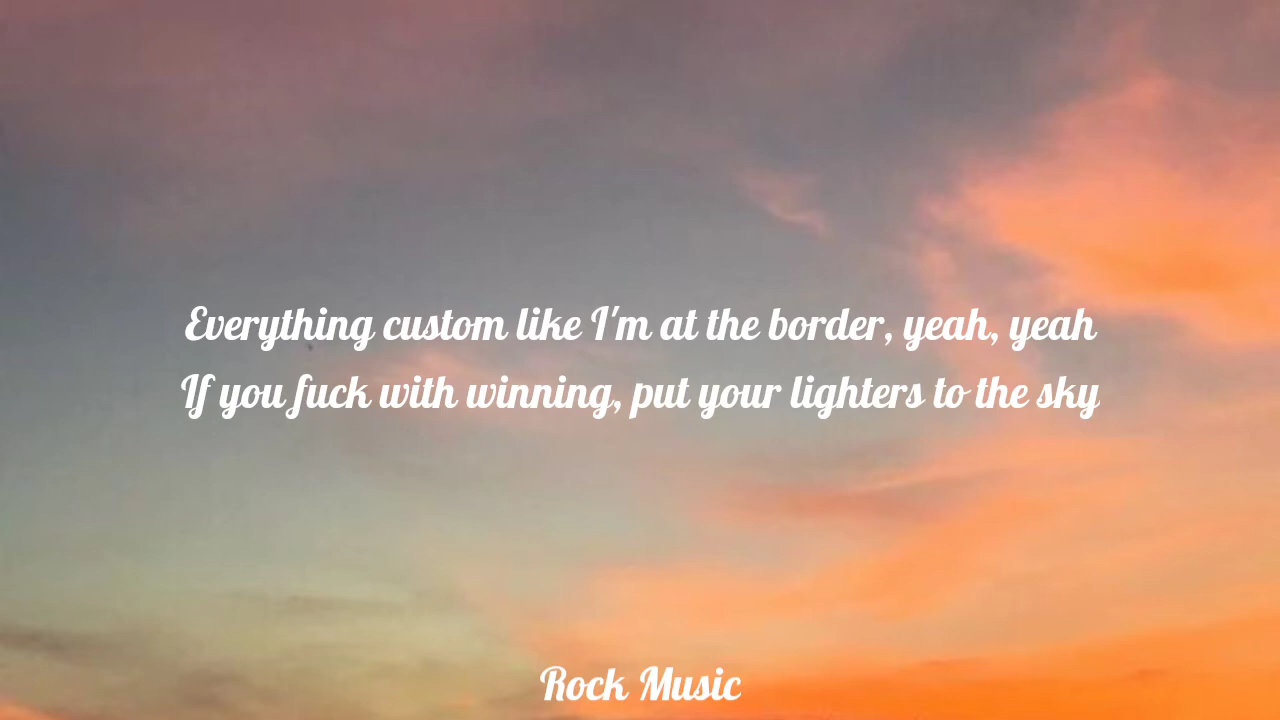 Everything custom like I'm at the border, yeah, yeah
If you fuck with winning, put your lighters to the sky
Rock Music